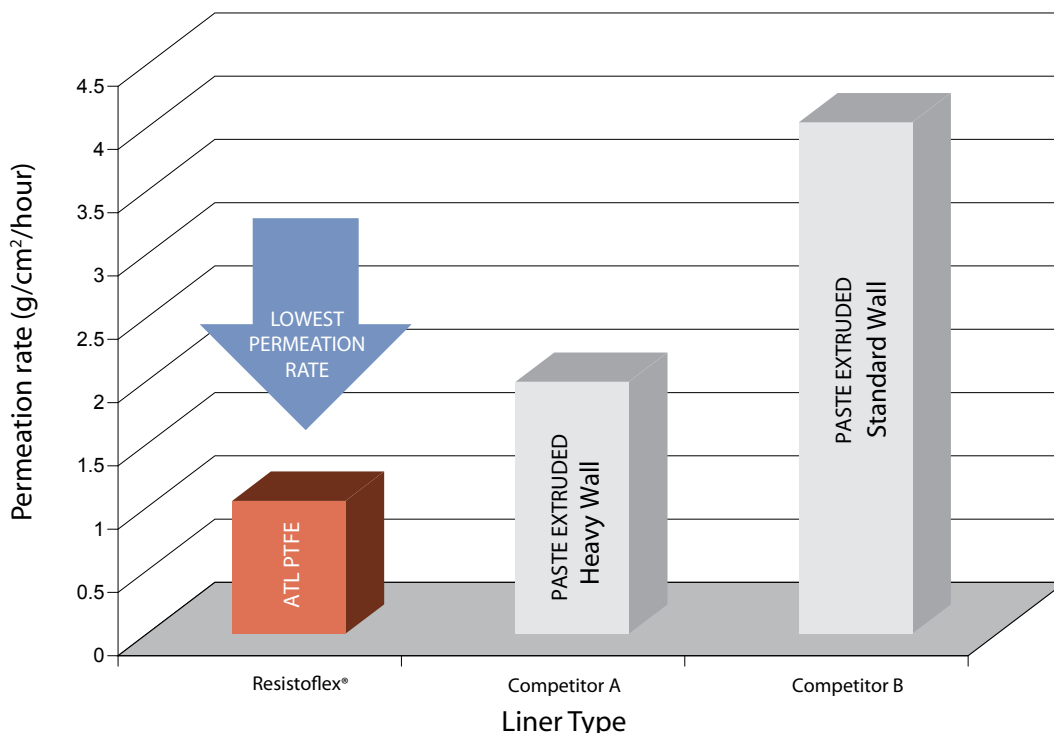 Permeation rate (g/cm²/hour)
4.5
4
3.5
3
2.5
2
1.5
1
0.5
0
LOWEST
PERMEATION
RATE
ATL PTFE
PASTE EXTRUDED
Heavy Wall
PASTE EXTRUDED
Standard Wall
Resistoflex®
Competitor A
Competitor B
Liner Type